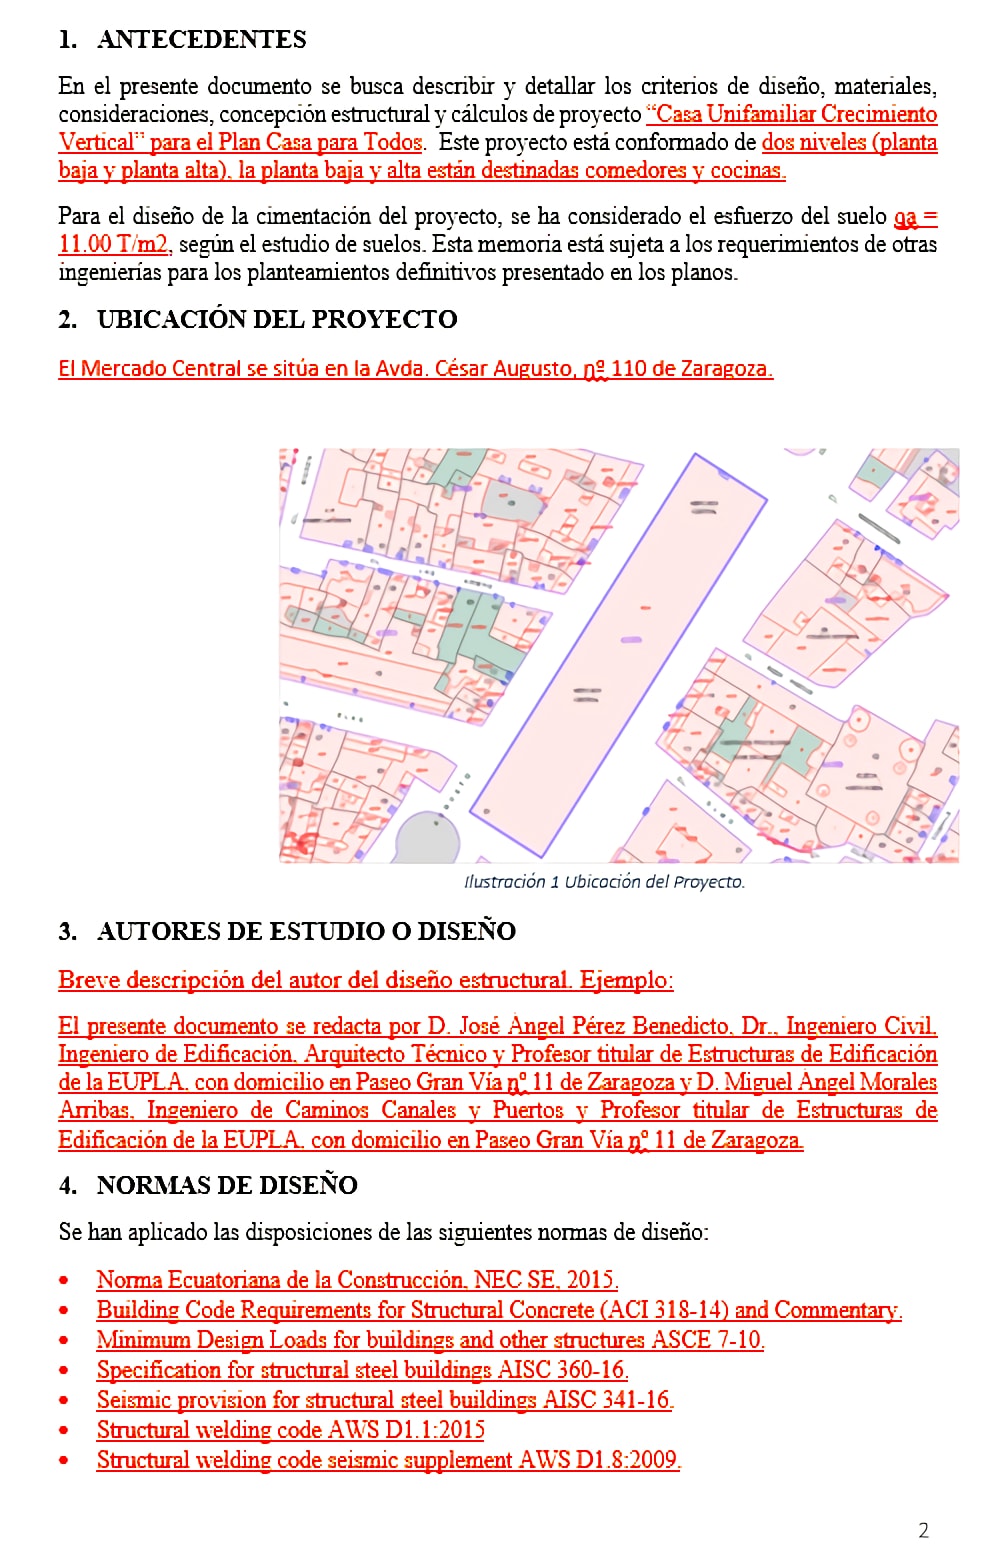 1. ANTECEDENTES
En el presente documento se busca describir y detallar los criterios de diseño, materiales,
consideraciones, concepción estructural y cálculos de proyecto “Casa Unifamiliar Crecimiento
Vertical” para el Plan Casa para Todos. Este proyecto está conformado de dos niveles (planta
baja y planta alta), la planta baja y alta están destinadas comedores y cocinas.
Para el diseño de la cimentación del proyecto, se ha considerado el esfuerzo del suelo qa =
11.00 T/m2, según el estudio de suelos. Esta memoria está sujeta a los requerimientos de otras
ingenierías para los planteamientos definitivos presentado en los planos.
2. UBICACIÓN DEL PROYECTO
El Mercado Central se sitúa en la Avda. César Augusto, nº 110 de Zaragoza.
Ilustración 1 Ubicación del Proyecto.
3. AUTORES DE ESTUDIO O DISEÑO
Breve descripción del autor del diseño estructural. Ejemplo:
El presente documento se redacta por D. José Ángel Pérez Benedicto, Dr., Ingeniero Civil,
Ingeniero de Edificación, Arquitecto Técnico y Profesor titular de Estructuras de Edificación
de la EUPLA, con domicilio en Paseo Gran Vía nº 11 de Zaragoza y D. Miguel Ángel Morales
Arribas, Ingeniero de Caminos Canales y Puertos y Profesor titular de Estructuras de
Edificación de la EUPLA, con domicilio en Paseo Gran Vía nº 11 de Zaragoza.
4. NORMAS DE DISEÑO
Se han aplicado las disposiciones de las siguientes normas de diseño:
• Norma Ecuatoriana de la Construcción, NEC SE, 2015.
• Building Code Requirements for Structural Concrete (ACI 318-14) and Commentary.
• Minimum Design Loads for buildings and other structures ASCE 7-10.
• Specification for structural steel buildings AISC 360-16.
• Seismic provision for structural steel buildings AISC 341-16.
• Structural welding code AWS D1.1:2015
• Structural welding code seismic supplement AWS D1.8:2009.
2